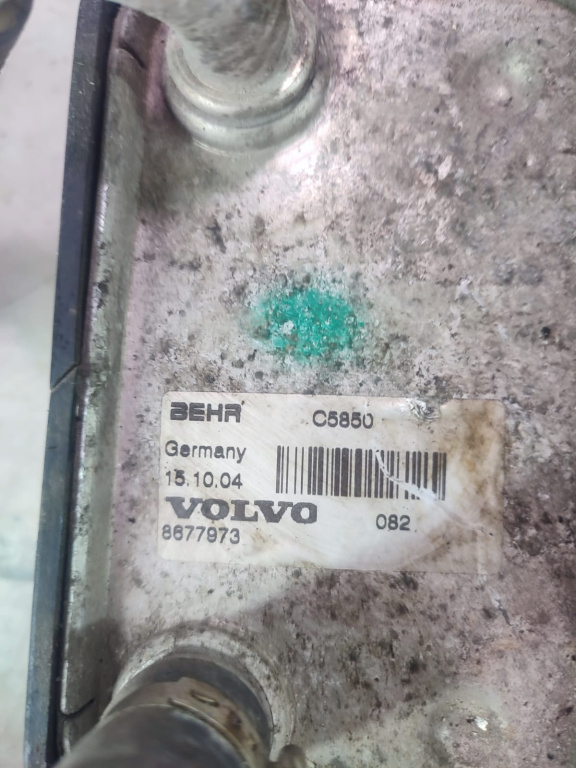 BEHR C5850
Germany
15.10.04
VOLVO 082
8677973